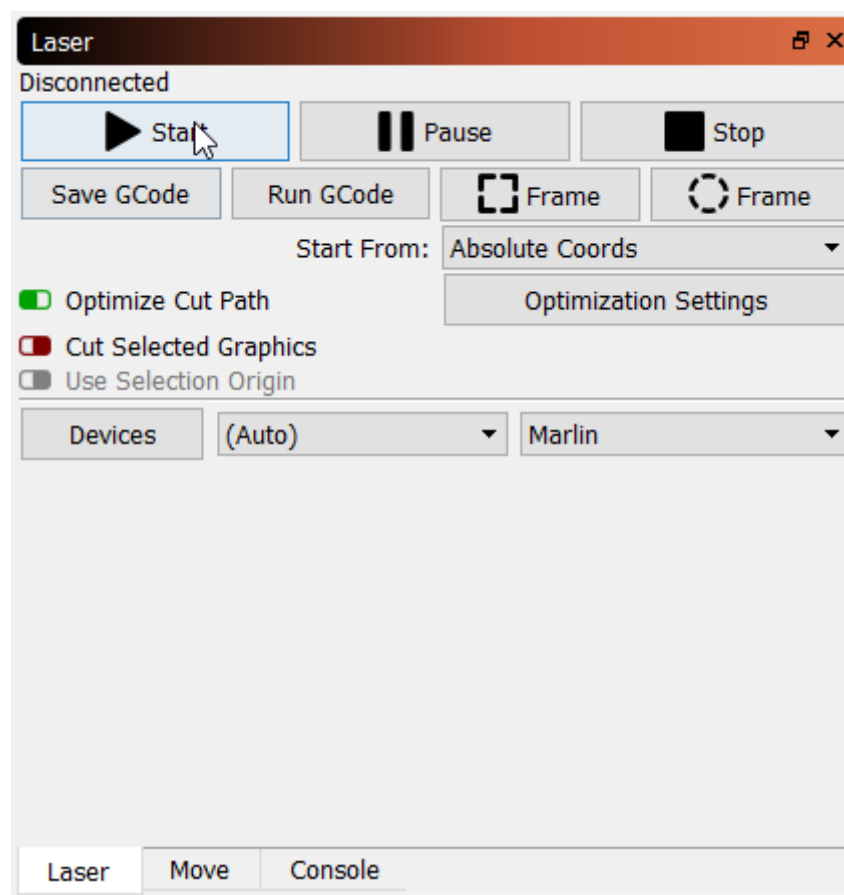 Laser
Disconnected
Start Pause Stop
Save GCode Run GCode Frame Frame
Start From: Absolute Coords
Optimize Cut Path Optimization Settings
Cut Selected Graphics
Use Selection Origin
Devices (Auto) Marlin
Laser Move Console